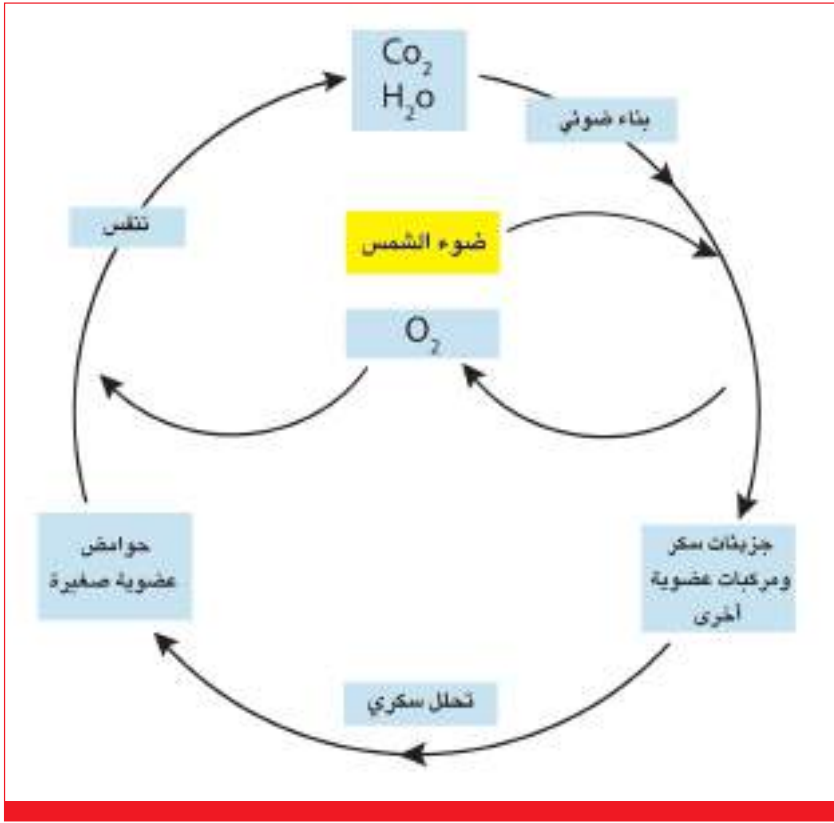 Co₂
H₂o
بناء ضوئي
تنفس
ضوء الشمس
O₂
حوامض
عضوية صغيرة
جزيئات سكر
ومركبات عضوية
أخرى
تحلل سكري